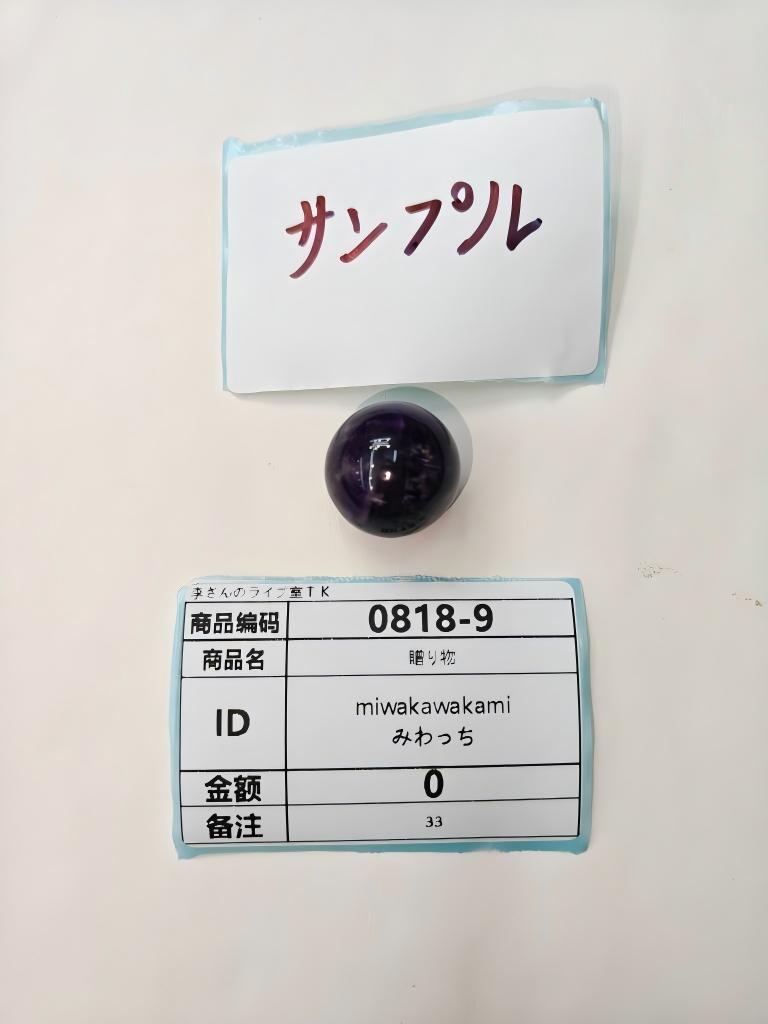 サンプル
李さんのライブ室TK
商品编码 0818-9
商品名 贈り物
ID miwakawakami
みわっち
金额 0
备注 33